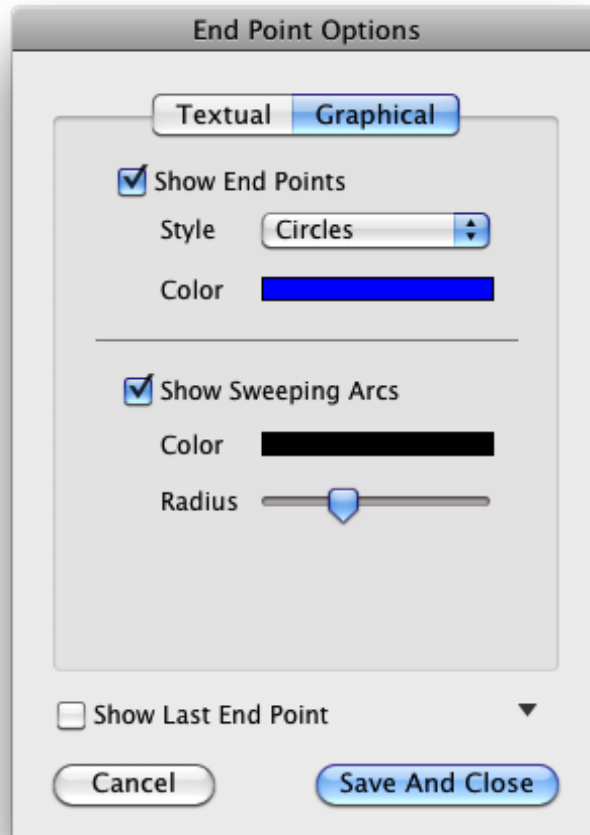 End Point Options
Textual Graphical
Show End Points
Style Circles
Color
Show Sweeping Arcs
Color
Radius
Show Last End Point
Cancel Save And Close